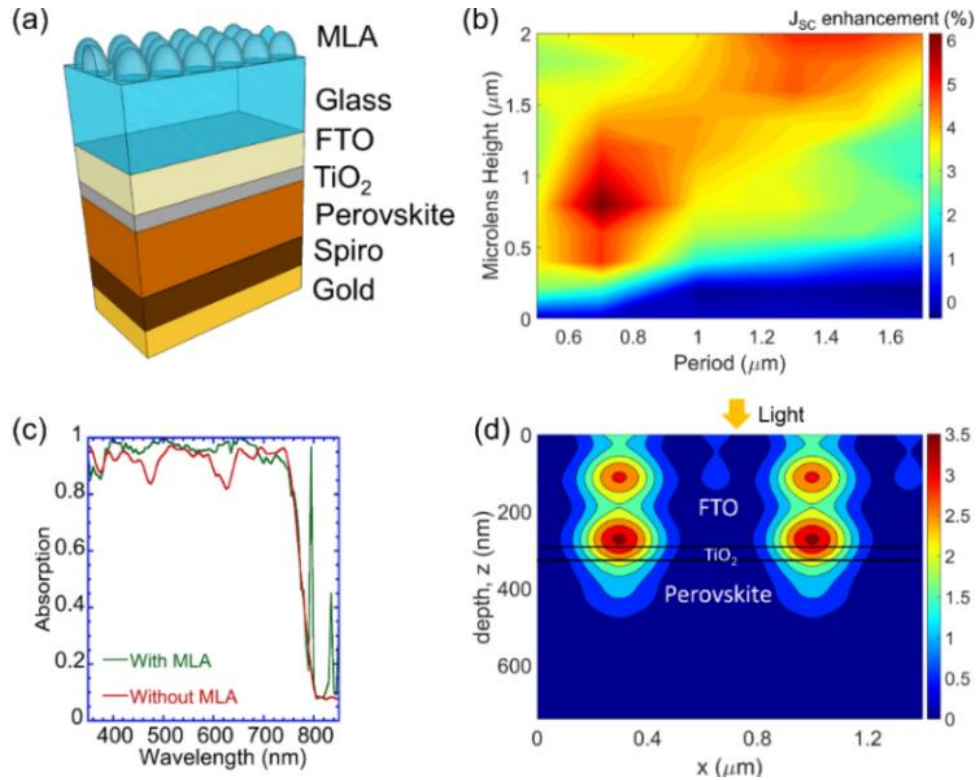 (a)
MLA
Glass
FTO
TiO2
Perovskite
Spiro
Gold
(b)
JSC enhancement (%)
2
1.5
1
0.5
0
Microlens Height (μm)
0.6 0.8 1 1.2 1.4 1.6
Period (μm)
6
5
4
3
2
1
0
(c)
1
0.8
0.6
0.4
0.2
0
Absorption
With MLA
Without MLA
400 500 600 700 800
Wavelength (nm)
Light
(d)
0
200
400
600
depth, z (nm)
FTO
TiO2
Perovskite
0 0.4 0.8 1.2
x (μm)
3.5
3
2.5
2
1.5
1
0.5
0